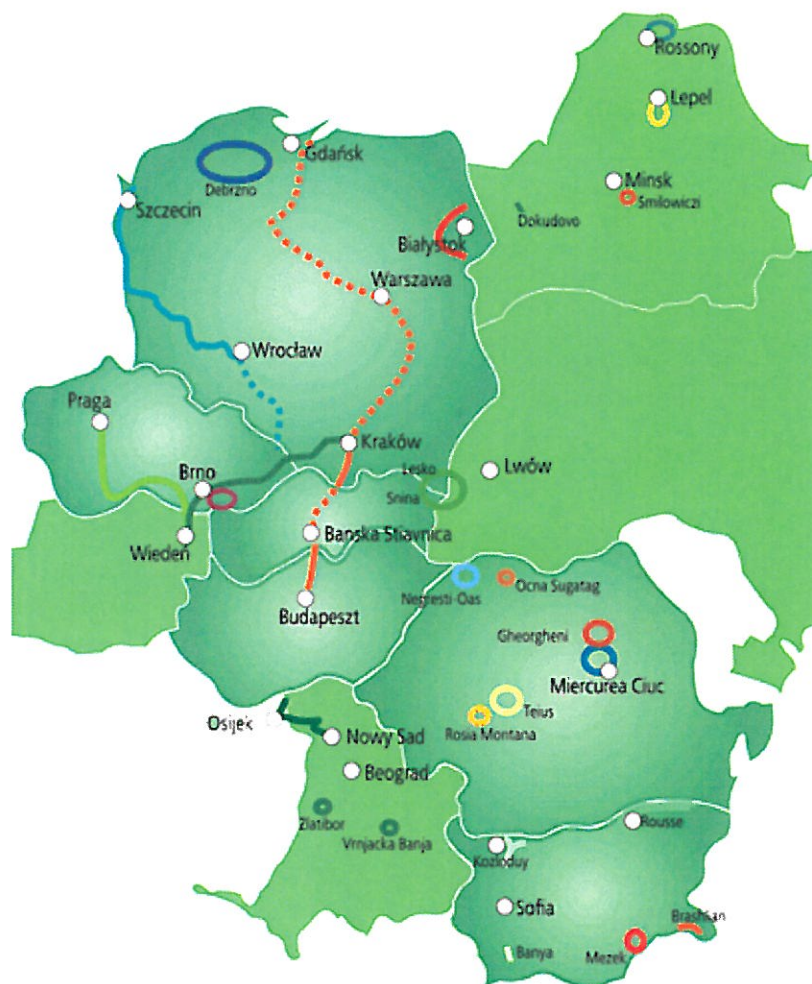 Rossony
Lepel
Gdańsk
Debrzno
Minsk
Smilowiczi
Szczecin
Dokudovo
Białystok
Warszawa
Wrocław
Praga
Kraków
Lesko
Lwów
Brno
Snina
Banska Stiavnica
Wiedeń
Negresti-Oas
Ocna Sugatag
Budapeszt
Gheorgheni
Miercurea Ciuc
Teius
Osijek
Rosia Montana
Nowy Sad
Beograd
Zlatibor
Rousse
Vrnjacka Banja
Kozloduy
Sofia
Brashlian
Banya
Mezek